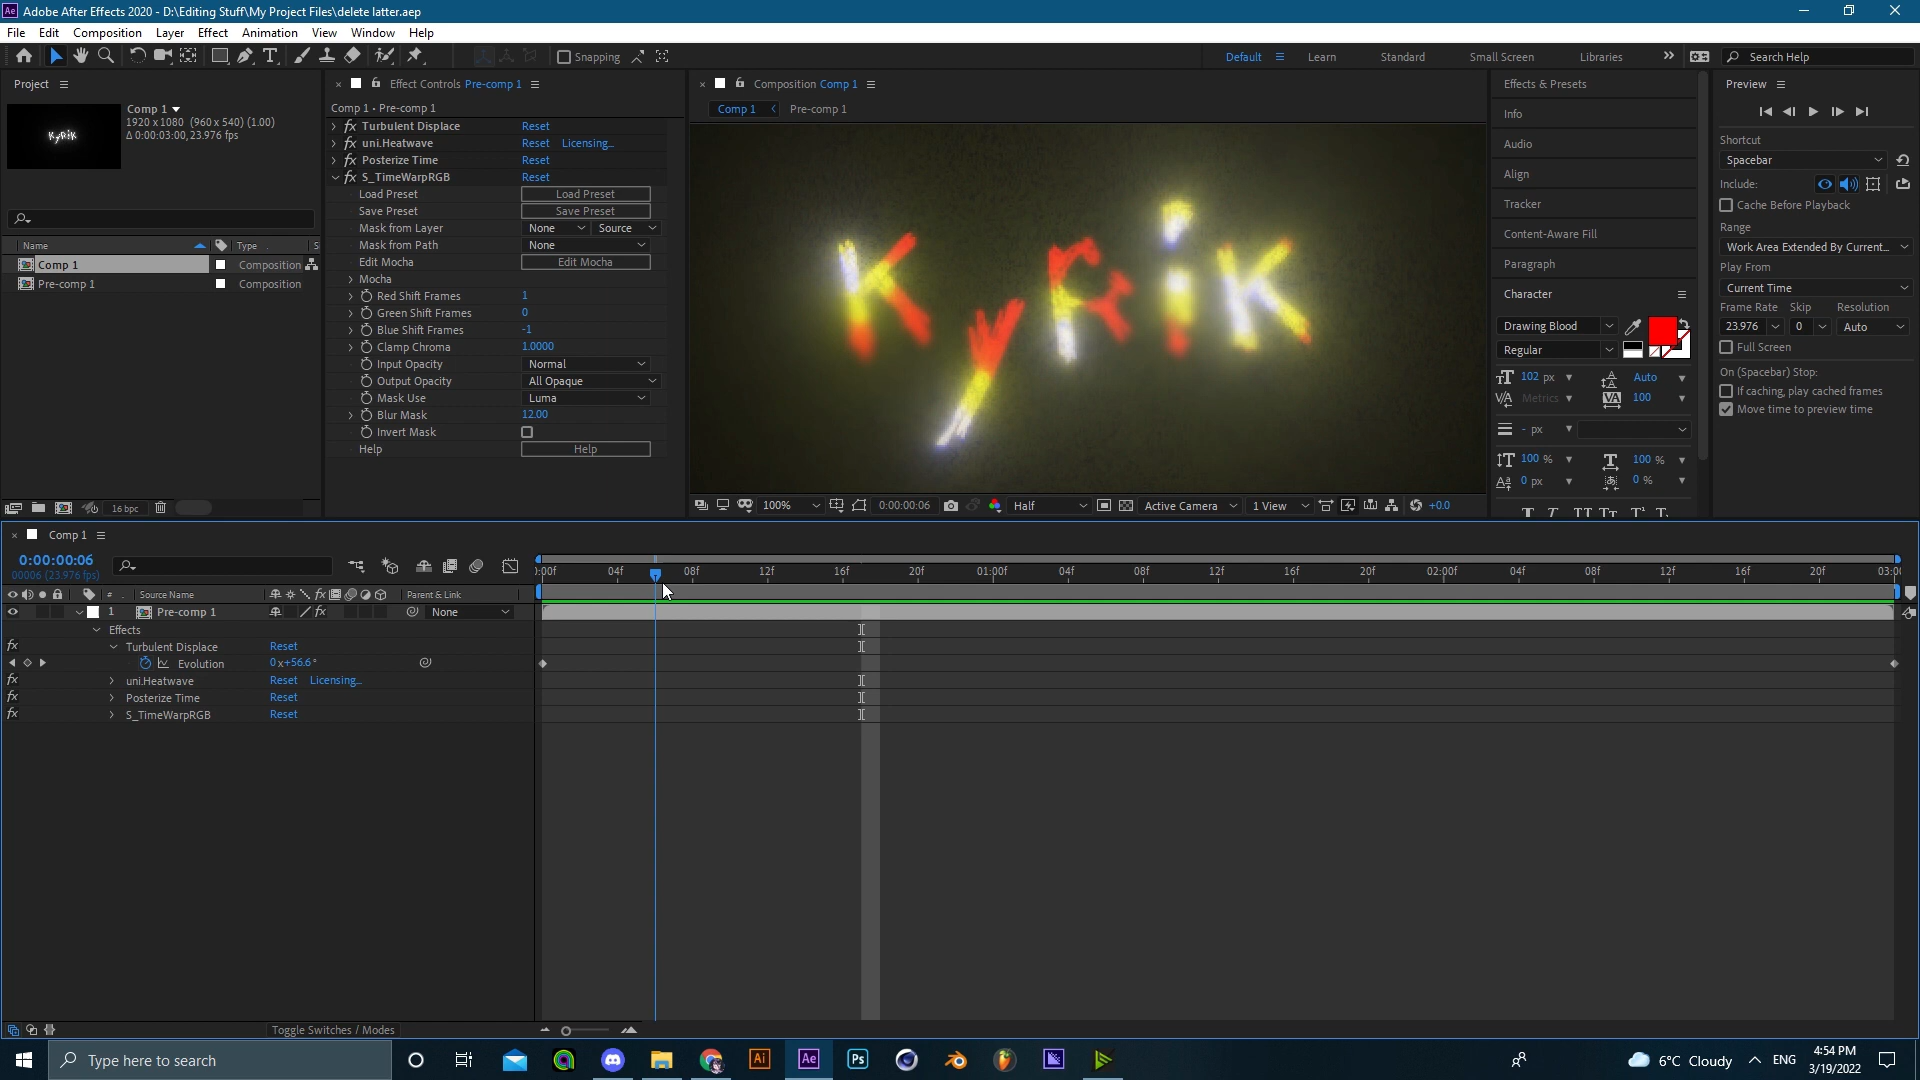 Adobe After Effects 2020 - D:\Editing Stuff\My Project Files\delete latter.aep
File Edit Composition Layer Effect Animation View Window Help
Snapping
Default Learn Standard Small Screen Libraries Search Help
Project
Comp 1
1920 x 1080 (960 x 540) (1.00)
Δ 0:00:03:00, 23.976 fps
KyRiK
Name Type S
Comp 1 Composition
Pre-comp 1 Composition
16 bpc
Effect Controls Pre-comp 1
Comp 1 • Pre-comp 1
fx Turbulent Displace Reset
fx uni.Heatwave Reset Licensing...
fx Posterize Time Reset
fx S_TimeWarpRGB Reset
Load Preset Load Preset
Save Preset Save Preset
Mask from Layer None Source
Mask from Path None
Edit Mocha Edit Mocha
Mocha
Red Shift Frames 1
Green Shift Frames 0
Blue Shift Frames -1
Clamp Chroma 1.0000
Input Opacity Normal
Output Opacity All Opaque
Mask Use Luma
Blur Mask 12.00
Invert Mask
Help Help
Composition Comp 1
Comp 1 Pre-comp 1
KyRiK
100% 0:00:00:06 Half Active Camera 1 View +0.0
Effects & Presets
Info
Audio
Align
Tracker
Content-Aware Fill
Paragraph
Character
Drawing Blood
Regular
102 px Auto
Metrics 100
- px
100 % 100 %
0 px 0 %
Preview
Shortcut
Spacebar
Include:
Cache Before Playback
Range
Work Area Extended By Current...
Play From
Current Time
Frame Rate Skip Resolution
23.976 0 Auto
Full Screen
On (Spacebar) Stop:
If caching, play cached frames
Move time to preview time
Comp 1
0:00:00:06
00006 (23.976 fps)
# Source Name Parent & Link
1 Pre-comp 1 None
Effects
fx Turbulent Displace Reset
Evolution 0x+56.6°
fx uni.Heatwave Reset Licensing...
fx Posterize Time Reset
fx S_TimeWarpRGB Reset
:00f 04f 08f 12f 16f 20f 01:00f 04f 08f 12f 16f 20f 02:00f 04f 08f 12f 16f 20f 03:00
Toggle Switches / Modes
Type here to search
Ai Ae Ps
6°C Cloudy ENG
4:54 PM
3/19/2022